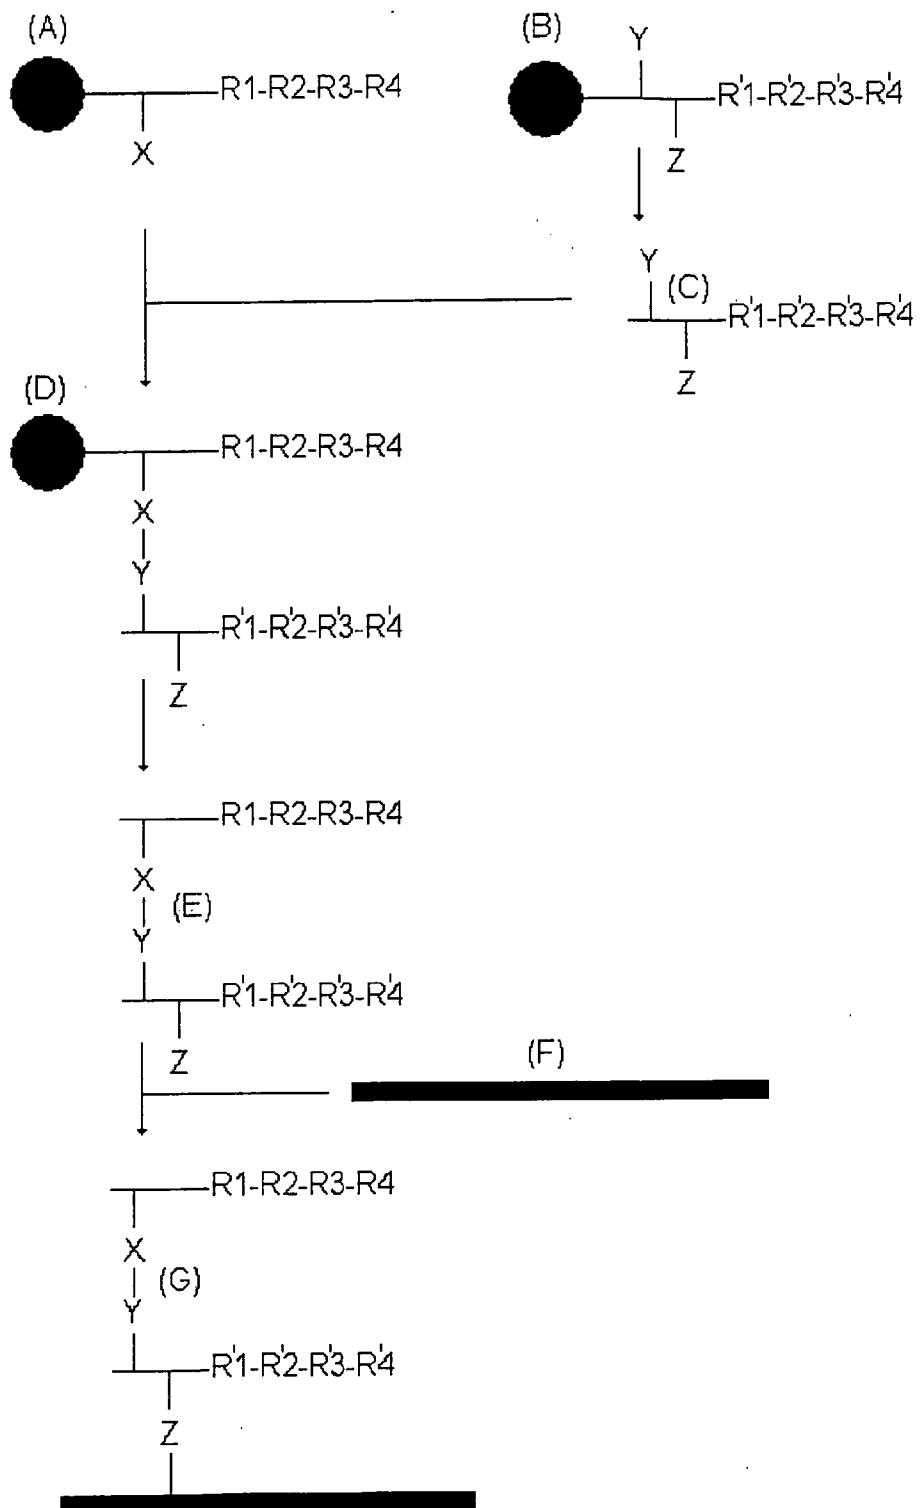 (A)
R1-R2-R3-R4
X
(B)
Y
R'1-R'2-R'3-R'4
Z
Y
(C)
R'1-R'2-R'3-R'4
Z
(D)
R1-R2-R3-R4
X
Y
R'1-R'2-R'3-R'4
Z
R1-R2-R3-R4
X
(E)
Y
R'1-R'2-R'3-R'4
Z
(F)
R1-R2-R3-R4
X
(G)
Y
R'1-R'2-R'3-R'4
Z